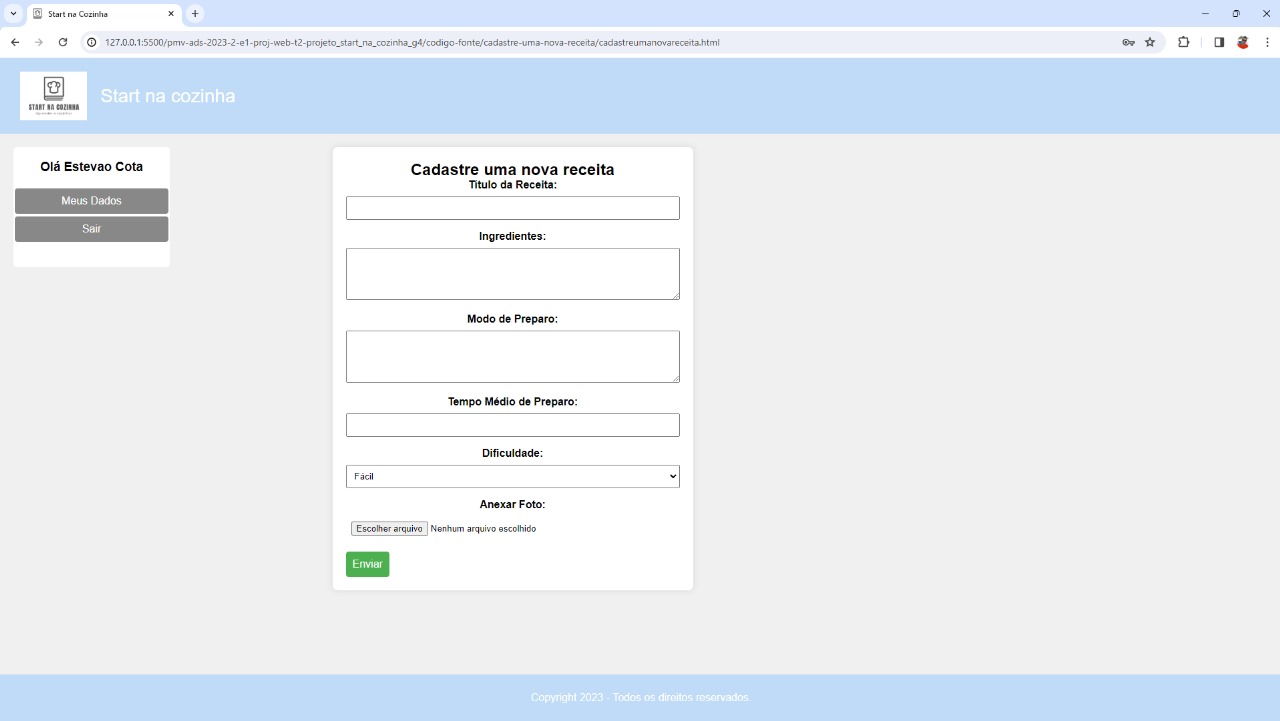 Start na Cozinha
127.0.0.1:5500/pmv-ads-2023-2-e1-proj-web-t2-projeto_start_na_cozinha_g4/codigo-fonte/cadastre-uma-nova-receita/cadastreumanovareceita.html
START NA COZINHA
Start na cozinha
Olá Estevao Cota
Meus Dados
Sair
Cadastre uma nova receita
Titulo da Receita:
Ingredientes:
Modo de Preparo:
Tempo Médio de Preparo:
Dificuldade:
Fácil
Anexar Foto:
Escolher arquivo Nenhum arquivo escolhido
Enviar
Copyright 2023 - Todos os direitos reservados.